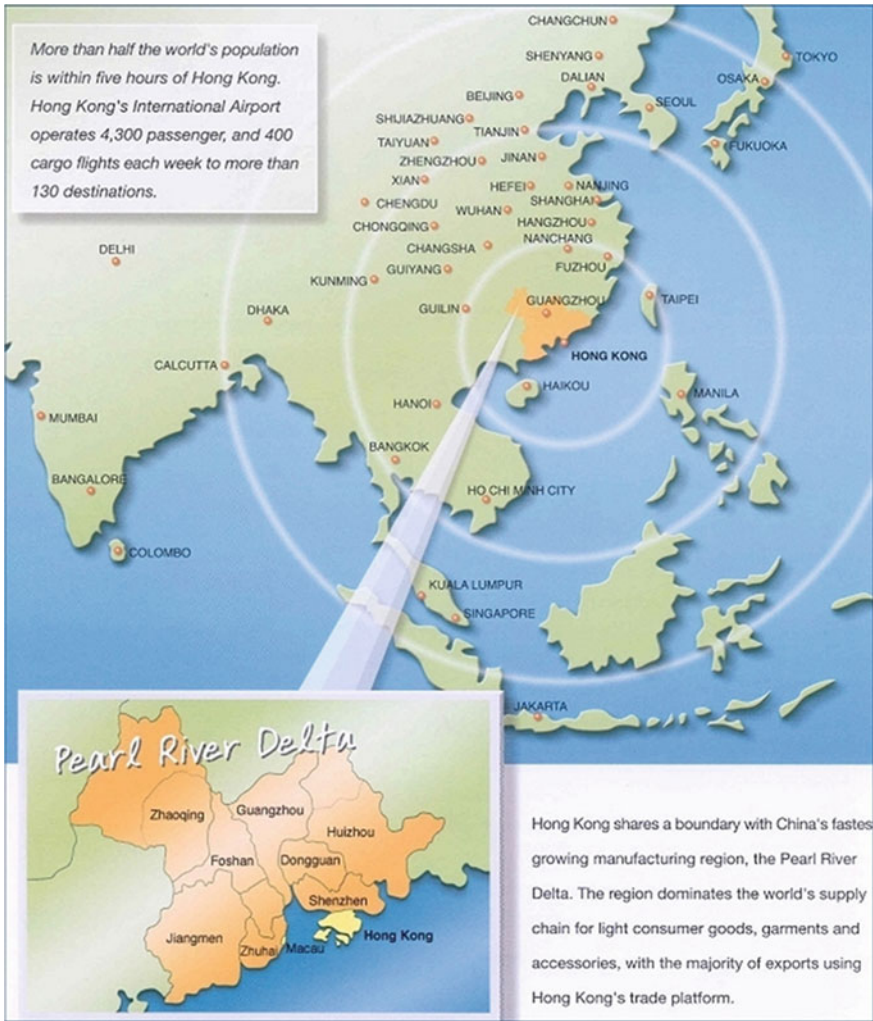 More than half the world's population
is within five hours of Hong Kong.
Hong Kong's International Airport
operates 4,300 passenger, and 400
cargo flights each week to more than
130 destinations.
CHANGCHUN
SHENYANG
TOKYO
DALIAN
OSAKA
BEIJING
SEOUL
SHIJIAZHUANG
TIANJIN
TAIYUAN
FUKUOKA
ZHENGZHOU
JINAN
XIAN
HEFEI
NANJING
CHENGDU
SHANGHAI
WUHAN
HANGZHOU
CHONGQING
NANCHANG
CHANGSHA
DELHI
FUZHOU
GUIYANG
KUNMING
TAIPEI
GUANGZHOU
DHAKA
GUILIN
HONG KONG
CALCUTTA
HAIKOU
MANILA
HANOI
MUMBAI
BANGKOK
BANGALORE
HO CHI MINH CITY
COLOMBO
KUALA LUMPUR
SINGAPORE
JAKARTA
Pearl River Delta
Zhaoqing
Guangzhou
Huizhou
Foshan
Dongguan
Shenzhen
Jiangmen
Hong Kong
Zhuhai
Macau
Hong Kong shares a boundary with China's fastes
growing manufacturing region, the Pearl River
Delta. The region dominates the world's supply
chain for light consumer goods, garments and
accessories, with the majority of exports using
Hong Kong's trade platform.